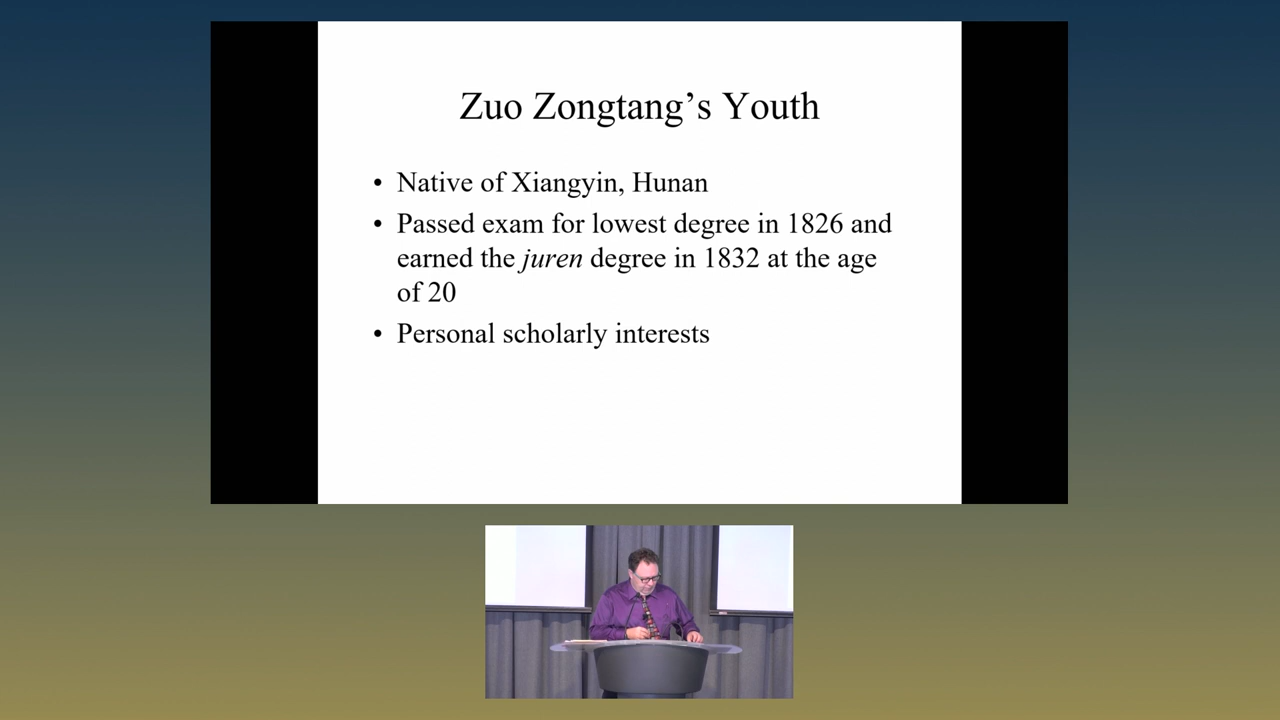 Zuo Zongtang’s Youth
• Native of Xiangyin, Hunan
• Passed exam for lowest degree in 1826 and
earned the juren degree in 1832 at the age
of 20
• Personal scholarly interests